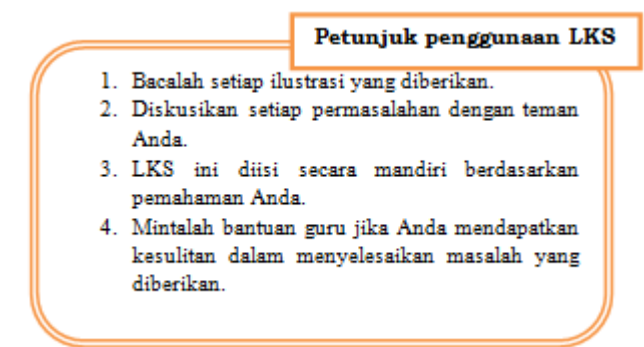 Petunjuk penggunaan LKS
1. Bacalah setiap ilustrasi yang diberikan.
2. Diskusikan setiap permasalahan dengan teman
Anda.
3. LKS ini diisi secara mandiri berdasarkan
pemahaman Anda.
4. Mintalah bantuan guru jika Anda mendapatkan
kesulitan dalam menyelesaikan masalah yang
diberikan.